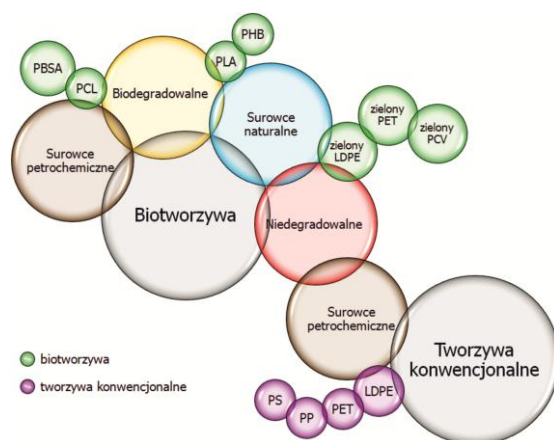 PHB
PBSA
PLA
PCL
Biodegradowalne
Surowce
naturalne
zielony
PET
zielony
PCV
zielony
LDPE
Surowce
petrochemiczne
Biotworzywa
Niedegradowalne
Surowce
petrochemiczne
Tworzywa
konwencjonalne
biotworzywa
tworzywa konwencjonalne
PS
PP
PET
LDPE